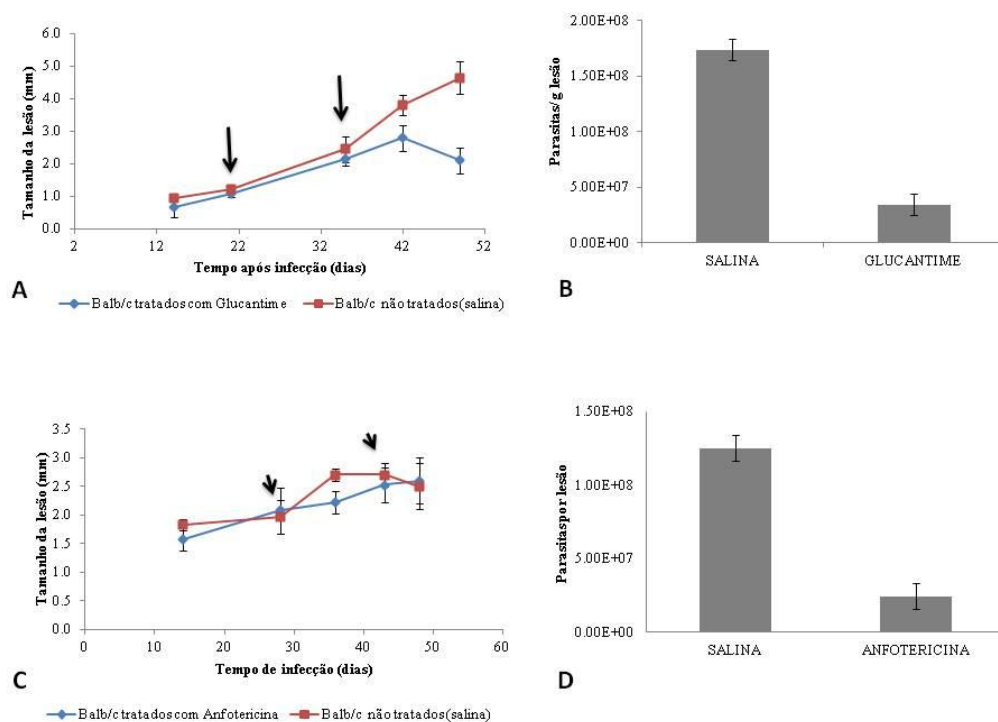 Tamanho da lesão (mm)
6.0
5.0
4.0
3.0
2.0
1.0
0.0
2 12 22 32 42 52
Tempo após infecção (dias)
A
Balb/c tratados com Glucantime Balb/c não tratados (salina)
Parasitas/g lesão
2.00E+08
1.50E+08
1.00E+08
5.00E+07
0.00E+00
SALINA GLUCANTIME
B
Tamanho da lesão (mm)
3.5
3.0
2.5
2.0
1.5
1.0
0.5
0.0
0 10 20 30 40 50 60
Tempo de infecção (dias)
C
Balb/c tratados com Anfotericina Balb/c não tratados (salina)
Parasitas por lesão
1.50E+08
1.00E+08
5.00E+07
0.00E+00
SALINA ANFOTERICINA
D